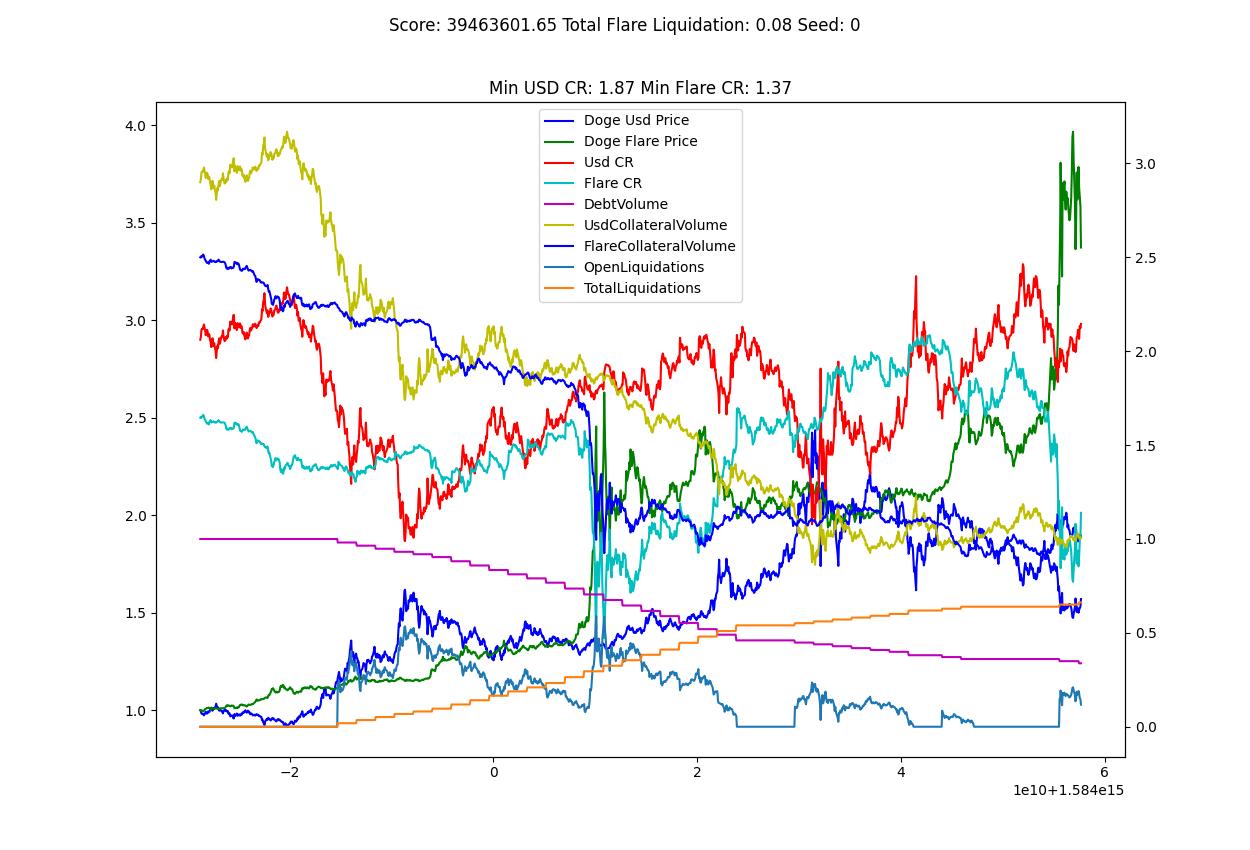 Score: 39463601.65 Total Flare Liquidation: 0.08 Seed: 0
Min USD CR: 1.87 Min Flare CR: 1.37
Doge Usd Price
Doge Flare Price
Usd CR
Flare CR
DebtVolume
UsdCollateralVolume
FlareCollateralVolume
OpenLiquidations
TotalLiquidations
4.0
3.5
3.0
2.5
2.0
1.5
1.0
3.0
2.5
2.0
1.5
1.0
0.5
0.0
−2 0 2 4 6
1e10+1.584e15